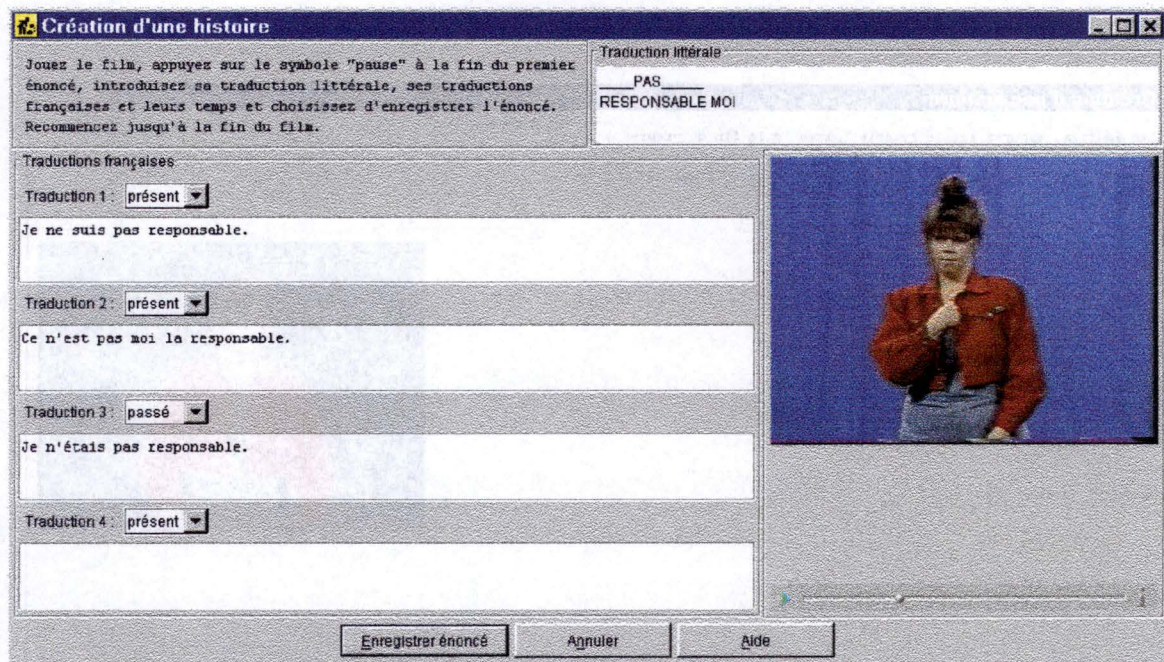 Création d'une histoire
Jouez le film, appuyez sur le symbole "pause" à la fin du premier
énoncé, introduisez sa traduction littérale, ses traductions
françaises et leurs temps et choisissez d'enregistrer l'énoncé.
Recommencez jusqu'à la fin du film.
Traduction littérale
____PAS______
RESPONSABLE MOI
Traductions françaises
Traduction 1 : présent
Je ne suis pas responsable.
Traduction 2 : présent
Ce n'est pas moi la responsable.
Traduction 3 : passé
Je n'étais pas responsable.
Traduction 4 : présent
Enregistrer énoncé Annuler Aide